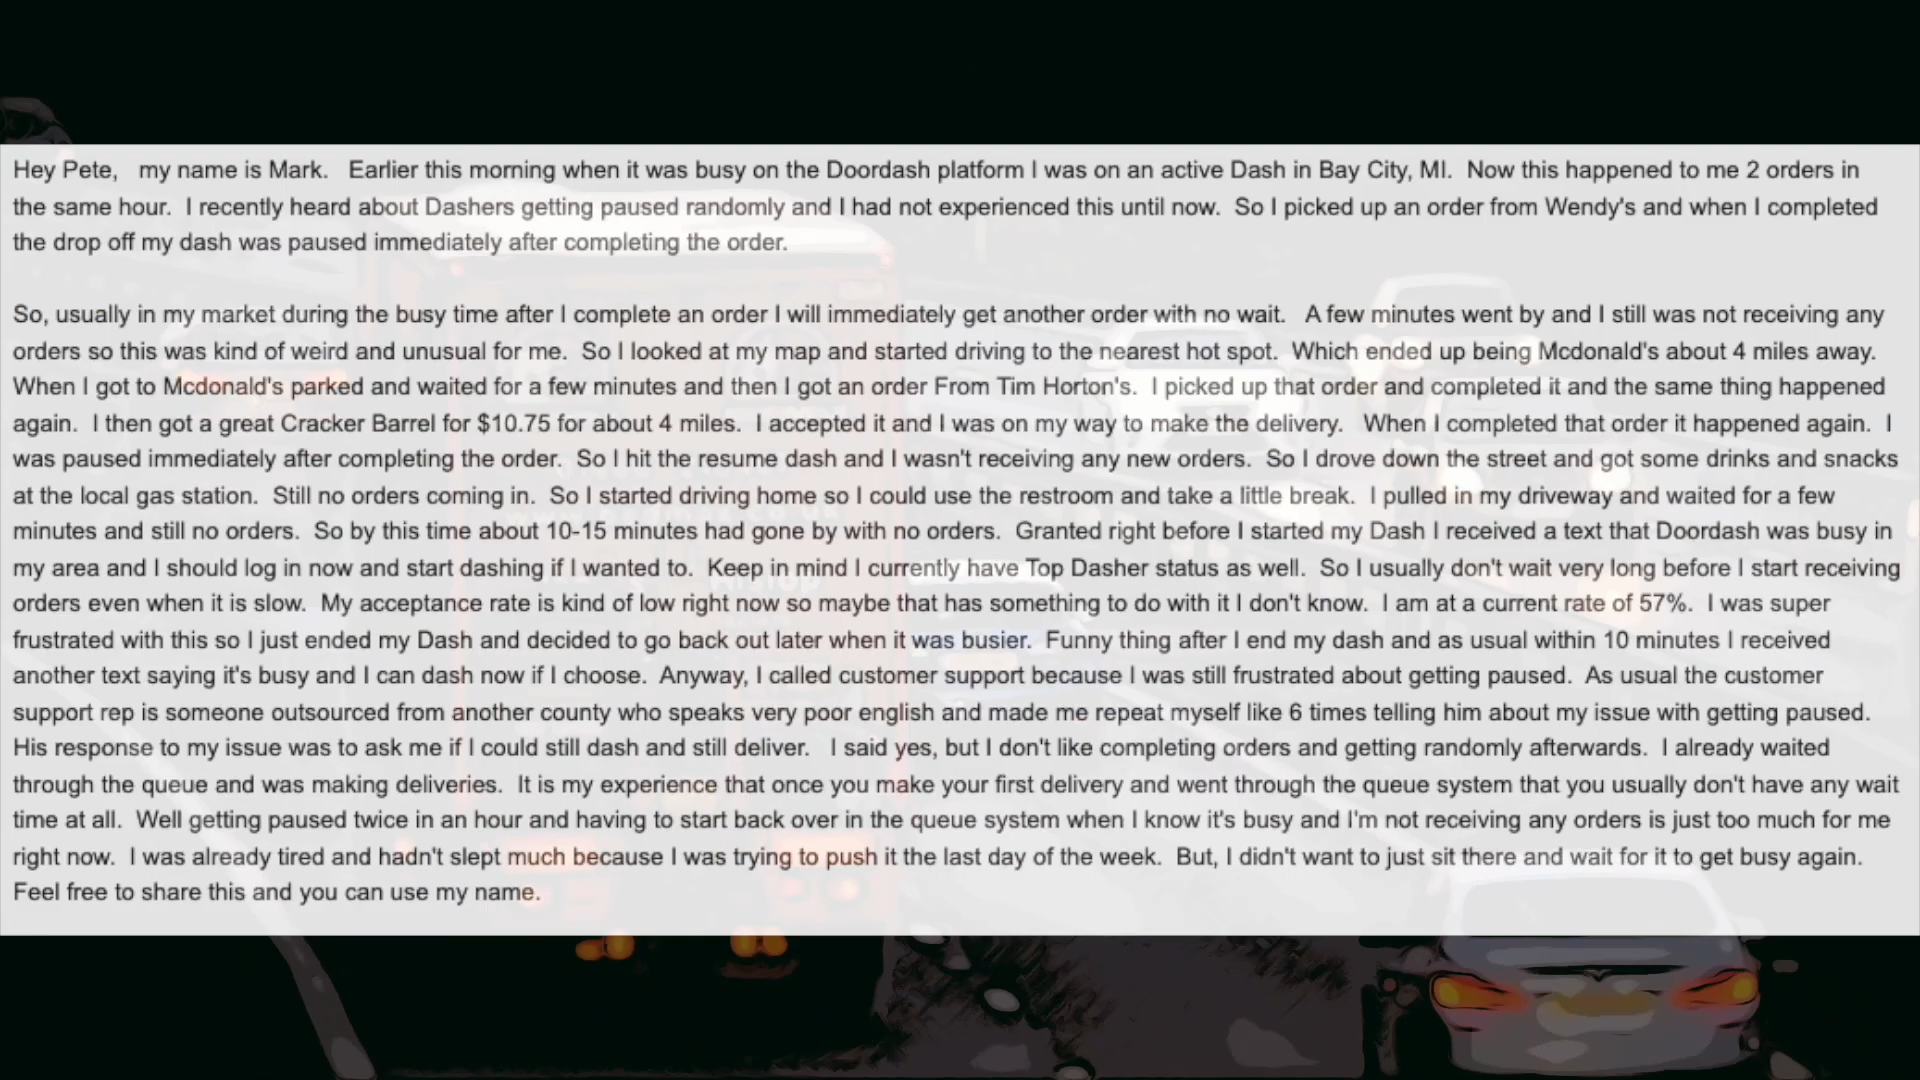 Hey Pete, my name is Mark. Earlier this morning when it was busy on the Doordash platform I was on an active Dash in Bay City, MI. Now this happened to me 2 orders in
the same hour. I recently heard about Dashers getting paused randomly and I had not experienced this until now. So I picked up an order from Wendy's and when I completed
the drop off my dash was paused immediately after completing the order.
So, usually in my market during the busy time after I complete an order I will immediately get another order with no wait. A few minutes went by and I still was not receiving any
orders so this was kind of weird and unusual for me. So I looked at my map and started driving to the nearest hot spot. Which ended up being Mcdonald's about 4 miles away.
When I got to Mcdonald's parked and waited for a few minutes and then I got an order From Tim Horton's. I picked up that order and completed it and the same thing happened
again. I then got a great Cracker Barrel for $10.75 for about 4 miles. I accepted it and I was on my way to make the delivery. When I completed that order it happened again. I
was paused immediately after completing the order. So I hit the resume dash and I wasn't receiving any new orders. So I drove down the street and got some drinks and snacks
at the local gas station. Still no orders coming in. So I started driving home so I could use the restroom and take a little break. I pulled in my driveway and waited for a few
minutes and still no orders. So by this time about 10-15 minutes had gone by with no orders. Granted right before I started my Dash I received a text that Doordash was busy in
my area and I should log in now and start dashing if I wanted to. Keep in mind I currently have Top Dasher status as well. So I usually don't wait very long before I start receiving
orders even when it is slow. My acceptance rate is kind of low right now so maybe that has something to do with it I don't know. I am at a current rate of 57%. I was super
frustrated with this so I just ended my Dash and decided to go back out later when it was busier. Funny thing after I end my dash and as usual within 10 minutes I received
another text saying it's busy and I can dash now if I choose. Anyway, I called customer support because I was still frustrated about getting paused. As usual the customer
support rep is someone outsourced from another county who speaks very poor english and made me repeat myself like 6 times telling him about my issue with getting paused.
His response to my issue was to ask me if I could still dash and still deliver. I said yes, but I don't like completing orders and getting randomly afterwards. I already waited
through the queue and was making deliveries. It is my experience that once you make your first delivery and went through the queue system that you usually don't have any wait
time at all. Well getting paused twice in an hour and having to start back over in the queue system when I know it's busy and I'm not receiving any orders is just too much for me
right now. I was already tired and hadn't slept much because I was trying to push it the last day of the week. But, I didn't want to just sit there and wait for it to get busy again.
Feel free to share this and you can use my name.